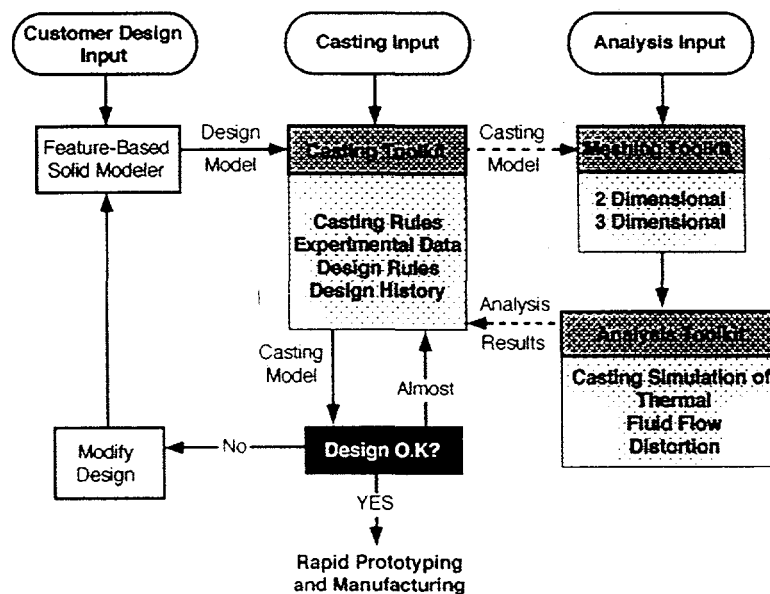 Customer Design
Input
Casting Input
Analysis Input
Feature-Based
Solid Modeler
Design
Model
Casting Toolkit
Casting
Model
Meshing Toolkit
2 Dimensional
3 Dimensional
Casting Rules
Experimental Data
Design Rules
Design History
Analysis
Results
Analysis Toolkit
Casting Simulation of
Thermal
Fluid Flow
Distortion
Casting
Model
Almost
Modify
Design
No
Design O.K?
YES
Rapid Prototyping
and Manufacturing